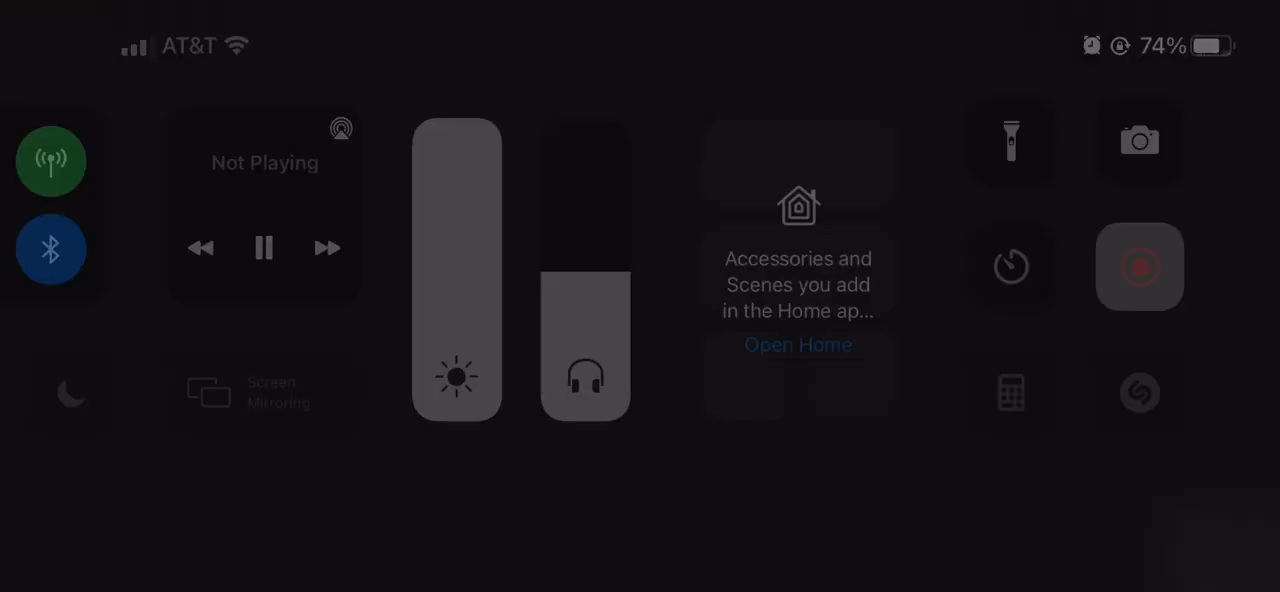 AT&T
74%
Not Playing
Accessories and
Scenes you add
in the Home ap...
Open Home
Screen
Mirroring